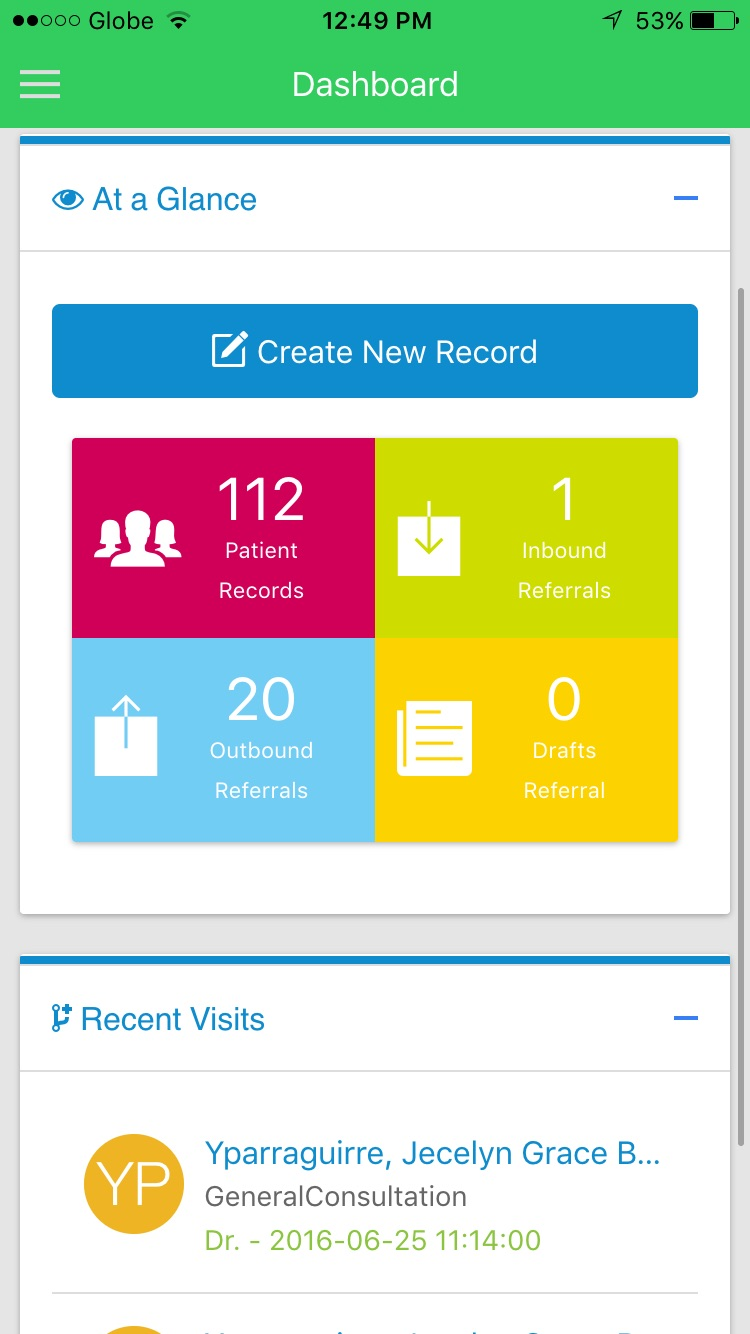 Globe 12:49 PM 53%
Dashboard
At a Glance
Create New Record
112
Patient
Records
1
Inbound
Referrals
20
Outbound
Referrals
0
Drafts
Referral
Recent Visits
YP
Yparraguirre, Jecelyn Grace B...
GeneralConsultation
Dr. - 2016-06-25 11:14:00